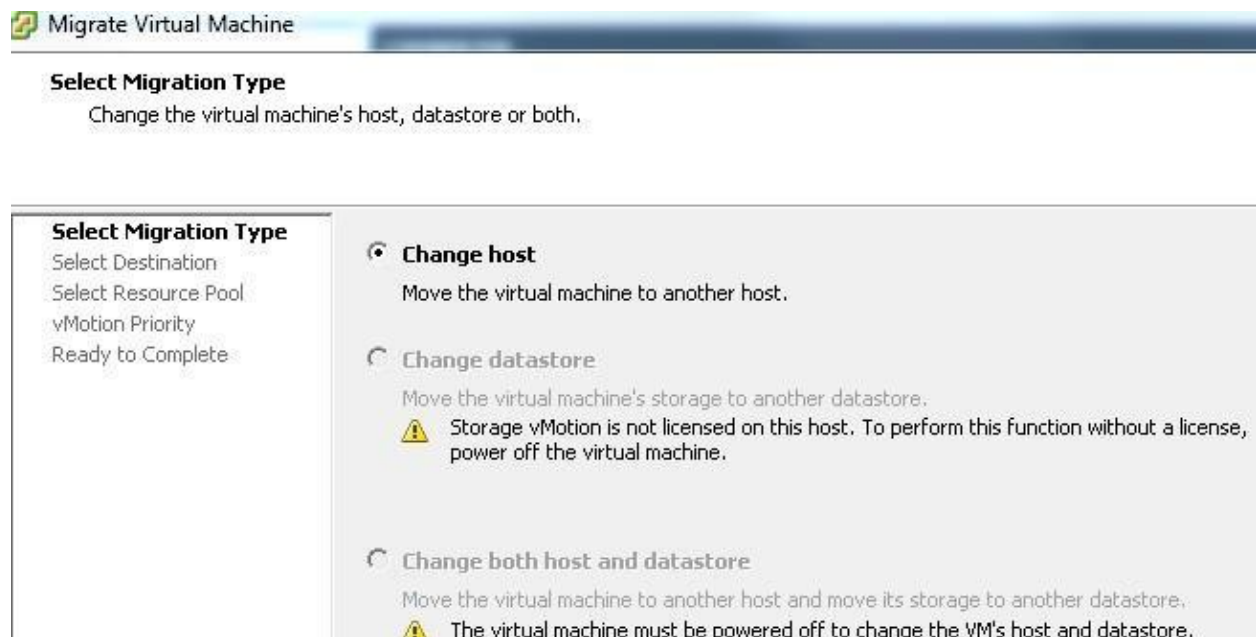 Migrate Virtual Machine
Select Migration Type
Change the virtual machine's host, datastore or both.
Select Migration Type
Select Destination
Select Resource Pool
vMotion Priority
Ready to Complete
Change host
Move the virtual machine to another host.
Change datastore
Move the virtual machine's storage to another datastore.
Storage vMotion is not licensed on this host. To perform this function without a license,
power off the virtual machine.
Change both host and datastore
Move the virtual machine to another host and move its storage to another datastore.
The virtual machine must be powered off to change the VM's host and datastore.